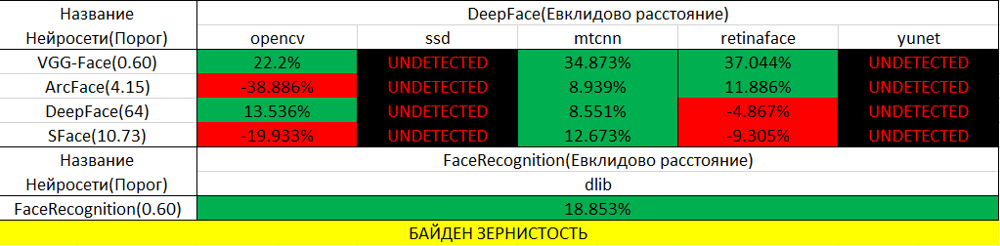 Название DeepFace(Евклидово расстояние)
Нейросети(Порог) opencv ssd mtcnn retinaface yunet
VGG-Face(0.60) 22.2% UNDETECTED 34.873% 37.044% UNDETECTED
ArcFace(4.15) -38.886% UNDETECTED 8.939% 11.886% UNDETECTED
DeepFace(64) 13.536% UNDETECTED 8.551% -4.867% UNDETECTED
SFace(10.73) -19.933% UNDETECTED 12.673% -9.305% UNDETECTED
Название FaceRecognition(Евклидово расстояние)
Нейросети(Порог) dlib
FaceRecognition(0.60) 18.853%
БАЙДЕН ЗЕРНИСТОСТЬ